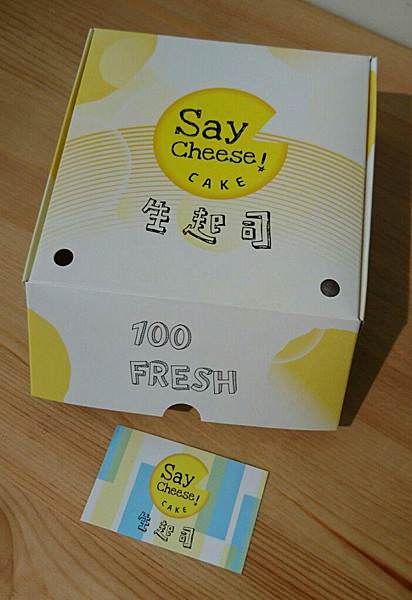 Say
Cheese!
CAKE
生起司
100
FRESH
Say
Cheese!
CAKE
生起司